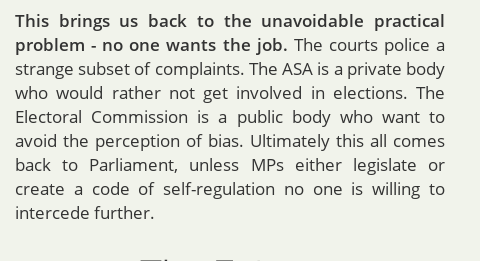 This brings us back to the unavoidable practical
problem - no one wants the job. The courts police a
strange subset of complaints. The ASA is a private body
who would rather not get involved in elections. The
Electoral Commission is a public body who want to
avoid the perception of bias. Ultimately this all comes
back to Parliament, unless MPs either legislate or
create a code of self-regulation no one is willing to
intercede further.